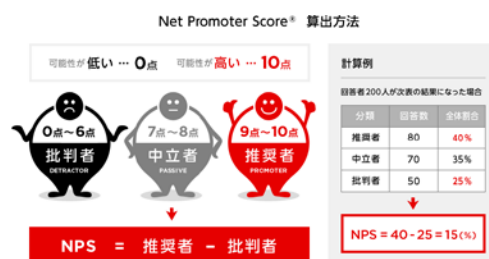 Net Promoter Score® 算出方法
可能性が低い … 0点 可能性が高い … 10点
0点～6点
批判者
DETRACTOR
7点～8点
中立者
PASSIVE
9点～10点
推奨者
PROMOTER
NPS = 推奨者 − 批判者
計算例
回答者200人が次表の結果になった場合
分類 回答数 全体割合
推奨者 80 40%
中立者 70 35%
批判者 50 25%
NPS = 40 - 25 = 15(%)